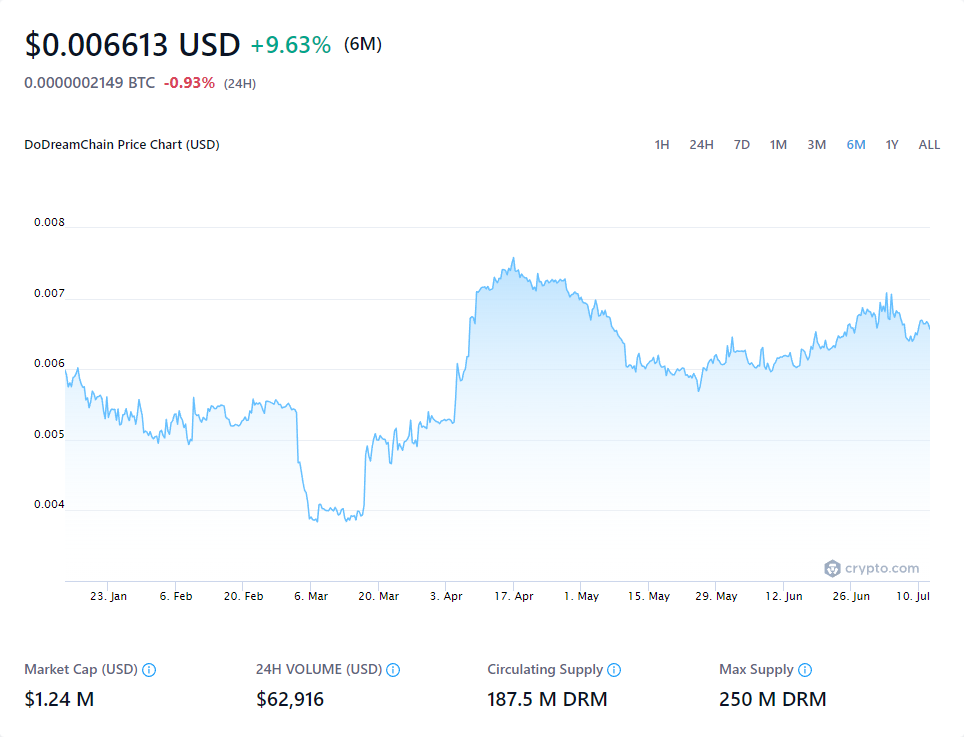 $0.006613 USD +9.63% (6M)
0.0000002149 BTC -0.93% (24H)
DoDreamChain Price Chart (USD) 1H 24H 7D 1M 3M 6M 1Y ALL
0.008
0.007
0.006
0.005
0.004
crypto.com
23. Jan 6. Feb 20. Feb 6. Mar 20. Mar 3. Apr 17. Apr 1. May 15. May 29. May 12. Jun 26. Jun 10. Jul
Market Cap (USD) 24H VOLUME (USD) Circulating Supply Max Supply
$1.24 M $62,916 187.5 M DRM 250 M DRM